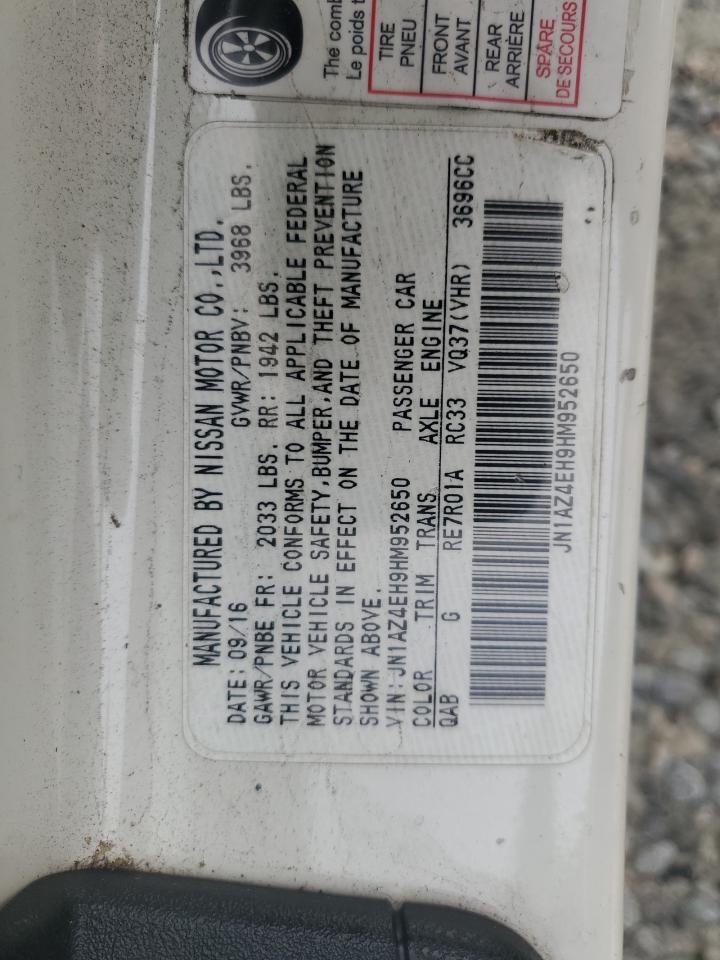 The comb
Le poids t
TIRE
PNEU
FRONT
AVANT
REAR
ARRIÈRE
SPARE
DE SECOURS
MANUFACTURED BY NISSAN MOTOR CO.,LTD.
DATE:09/16 GVWR/PNBV: 3968 LBS.
GAWR/PNBE FR: 2033 LBS. RR: 1942 LBS.
THIS VEHICLE CONFORMS TO ALL APPLICABLE FEDERAL
MOTOR VEHICLE SAFETY,BUMPER,AND THEFT PREVENTION
STANDARDS IN EFFECT ON THE DATE OF MANUFACTURE
SHOWN ABOVE.
VIN:JN1AZ4EH9HM952650 PASSENGER CAR
COLOR TRIM TRANS AXLE ENGINE
QAB G RE7R01A RC33 VQ37(VHR) 3696CC
JN1AZ4EH9HM952650